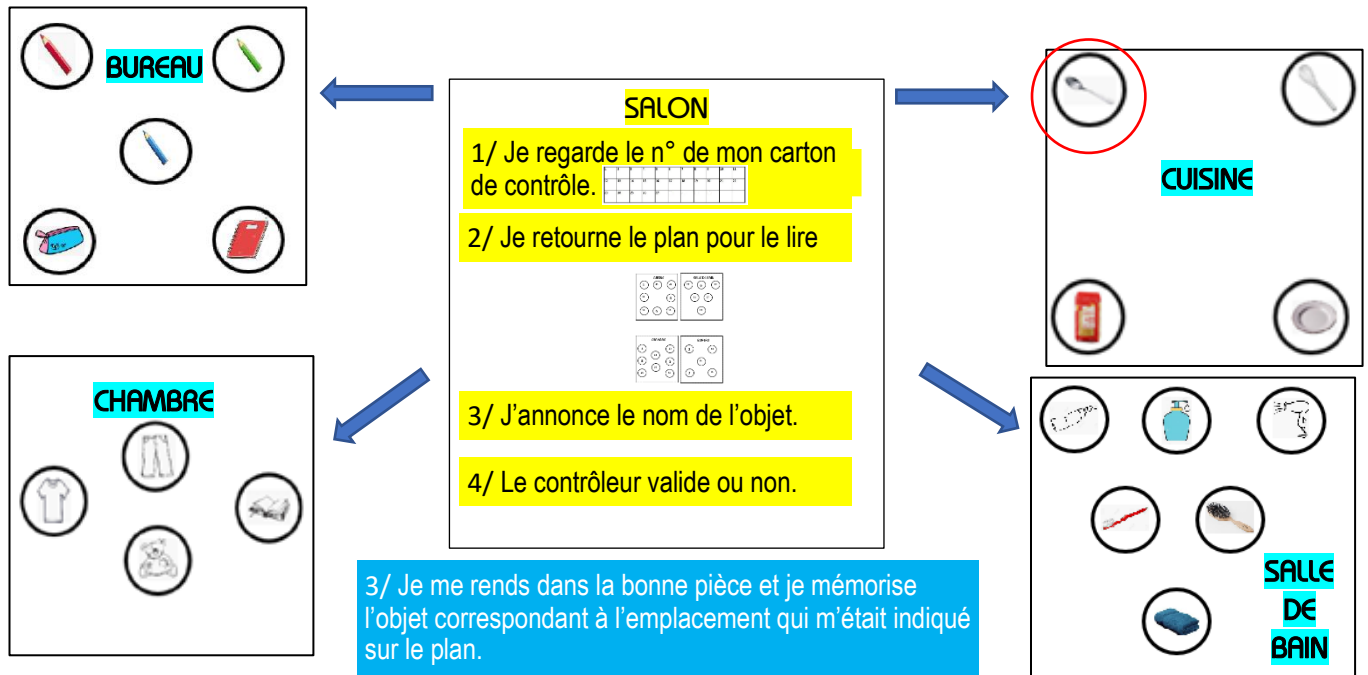 BUREAU
SALON
1/ Je regarde le n° de mon carton
de contrôle.
2/ Je retourne le plan pour le lire
3/ J’annonce le nom de l’objet.
4/ Le contrôleur valide ou non.
CUISINE
CHAMBRE
3/ Je me rends dans la bonne pièce et je mémorise
l’objet correspondant à l’emplacement qui m’était indiqué
sur le plan.
SALLE
DE
BAIN